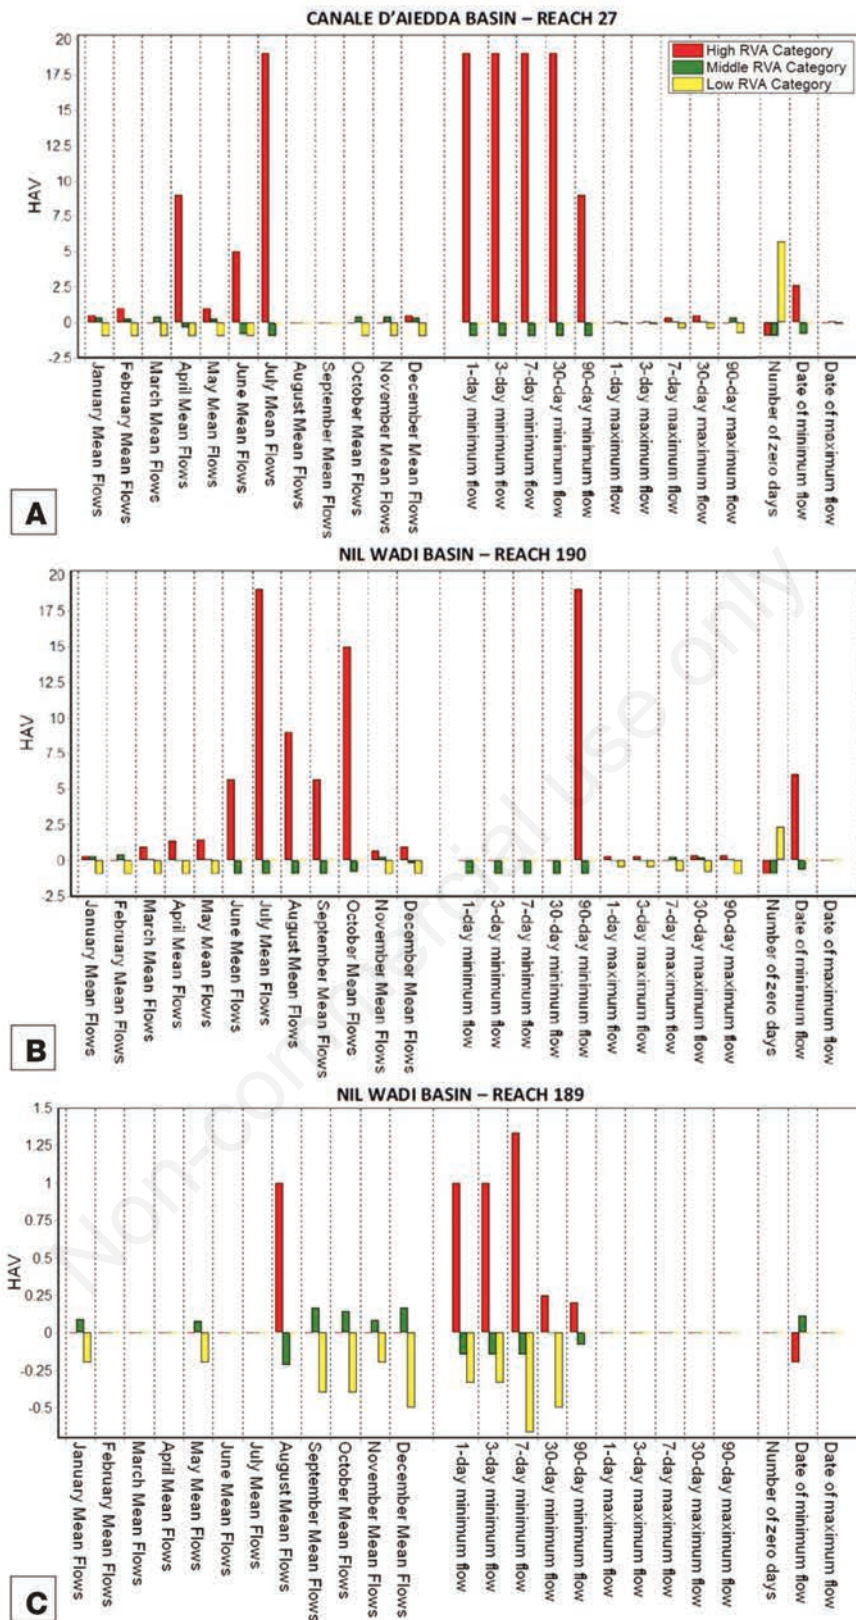 CANALE D'AIEDDA BASIN – REACH 27
20
17.5
15
12.5
10
7.5
5
2.5
0
-2.5
HAV
High RVA Category
Middle RVA Category
Low RVA Category
January Mean Flows
February Mean Flows
March Mean Flows
April Mean Flows
May Mean Flows
June Mean Flows
July Mean Flows
August Mean Flows
September Mean Flows
October Mean Flows
November Mean Flows
December Mean Flows
1-day minimum flow
3-day minimum flow
7-day minimum flow
30-day minimum flow
90-day minimum flow
1-day maximum flow
3-day maximum flow
7-day maximum flow
30-day maximum flow
90-day maximum flow
Number of zero days
Date of minimum flow
Date of maximum flow
A
NIL WADI BASIN – REACH 190
20
17.5
15
12.5
10
7.5
5
2.5
0
-2.5
HAV
January Mean Flows
February Mean Flows
March Mean Flows
April Mean Flows
May Mean Flows
June Mean Flows
July Mean Flows
August Mean Flows
September Mean Flows
October Mean Flows
November Mean Flows
December Mean Flows
1-day minimum flow
3-day minimum flow
7-day minimum flow
30-day minimum flow
90-day minimum flow
1-day maximum flow
3-day maximum flow
7-day maximum flow
30-day maximum flow
90-day maximum flow
Number of zero days
Date of minimum flow
Date of maximum flow
B
NIL WADI BASIN – REACH 189
1.5
1.25
1
0.75
0.5
0.25
0
-0.25
-0.5
HAV
January Mean Flows
February Mean Flows
March Mean Flows
April Mean Flows
May Mean Flows
June Mean Flows
July Mean Flows
August Mean Flows
September Mean Flows
October Mean Flows
November Mean Flows
December Mean Flows
1-day minimum flow
3-day minimum flow
7-day minimum flow
30-day minimum flow
90-day minimum flow
1-day maximum flow
3-day maximum flow
7-day maximum flow
30-day maximum flow
90-day maximum flow
Number of zero days
Date of minimum flow
Date of maximum flow
C
Non-commercial use only